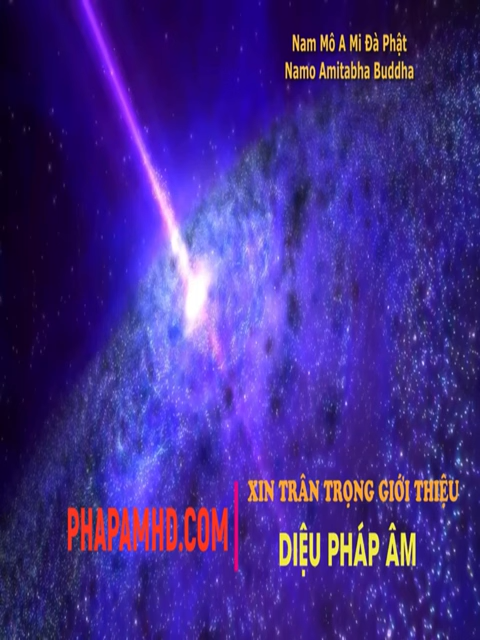 Nam Mô A Mi Đà Phật
Namo Amitabha Buddha
XIN TRÂN TRỌNG GIỚI THIỆU
PHAPAMHD.COM
DIỆU PHÁP ÂM